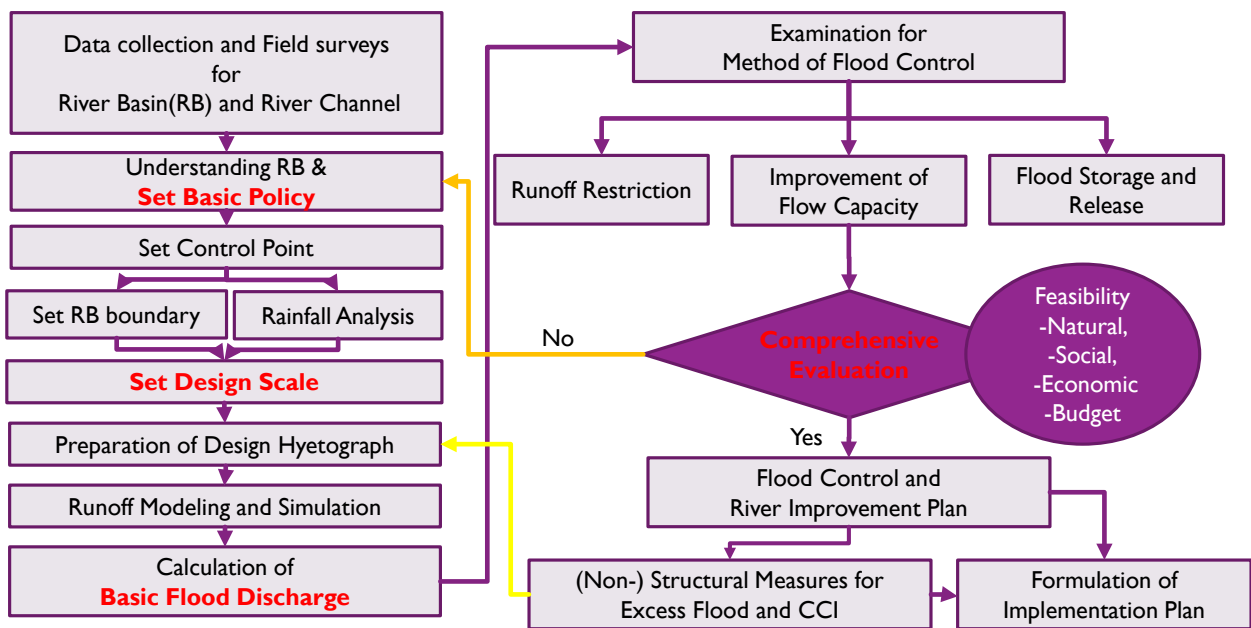 Data collection and Field surveys
for
River Basin(RB) and River Channel
Understanding RB &
Set Basic Policy
Set Control Point
Set RB boundary
Rainfall Analysis
Set Design Scale
Preparation of Design Hyetograph
Runoff Modeling and Simulation
Calculation of
Basic Flood Discharge
Examination for
Method of Flood Control
Runoff Restriction
Improvement of
Flow Capacity
Flood Storage and
Release
Comprehensive
Evaluation
Feasibility
-Natural,
-Social,
-Economic
-Budget
No
Yes
Flood Control and
River Improvement Plan
(Non-) Structural Measures for
Excess Flood and CCI
Formulation of
Implementation Plan